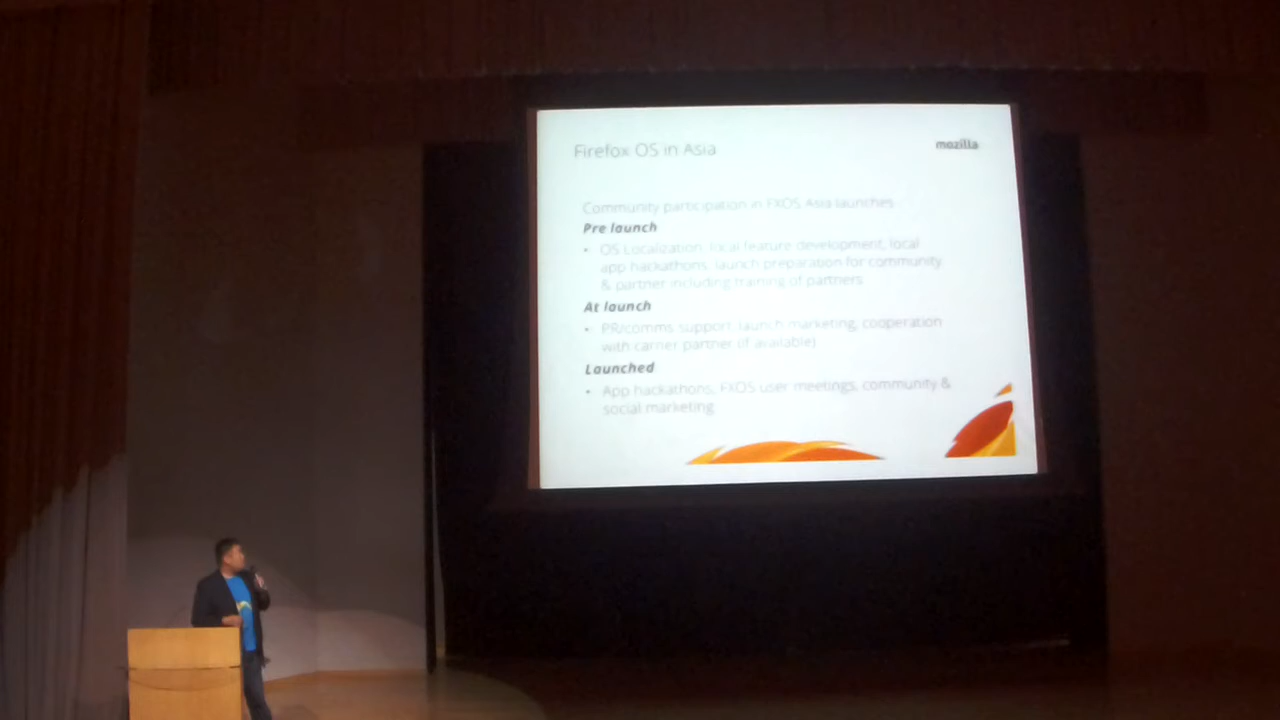 Firefox OS in Asia
mozilla
Community participation in FXOS Asia launches
Pre launch
• OS Localization, local feature development, local
app hackathons, launch preparation for community
& partner including training of partners
At launch
• PR/comms support, launch marketing, cooperation
with carrier partner (if available)
Launched
• App hackathons, FXOS user meetings, community &
social marketing